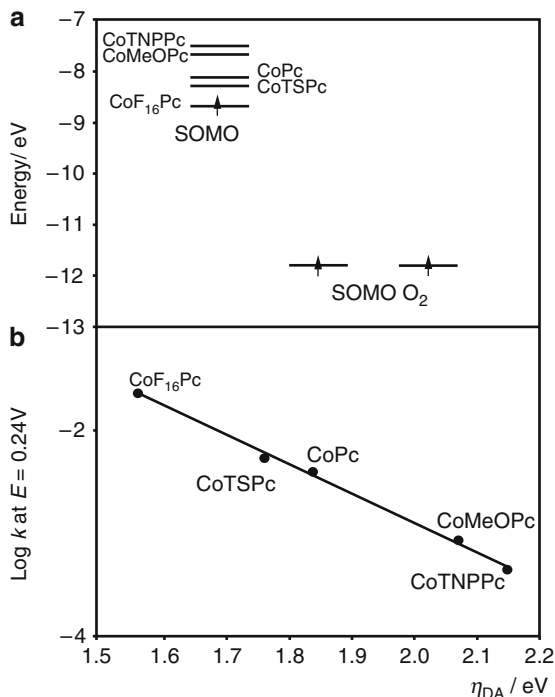 a
Energy/ eV
−7
−8
−9
−10
−11
−12
−13
CoTNPPc
CoMeOPc
CoPc
CoTSPc
CoF₁₆Pc
SOMO
SOMO O₂
b
Log k at E = 0.24V
−2
−4
CoF₁₆Pc
CoPc
CoTSPc
CoMeOPc
CoTNPPc
1.5 1.6 1.7 1.8 1.9 2.0 2.1 2.2
η_DA / eV